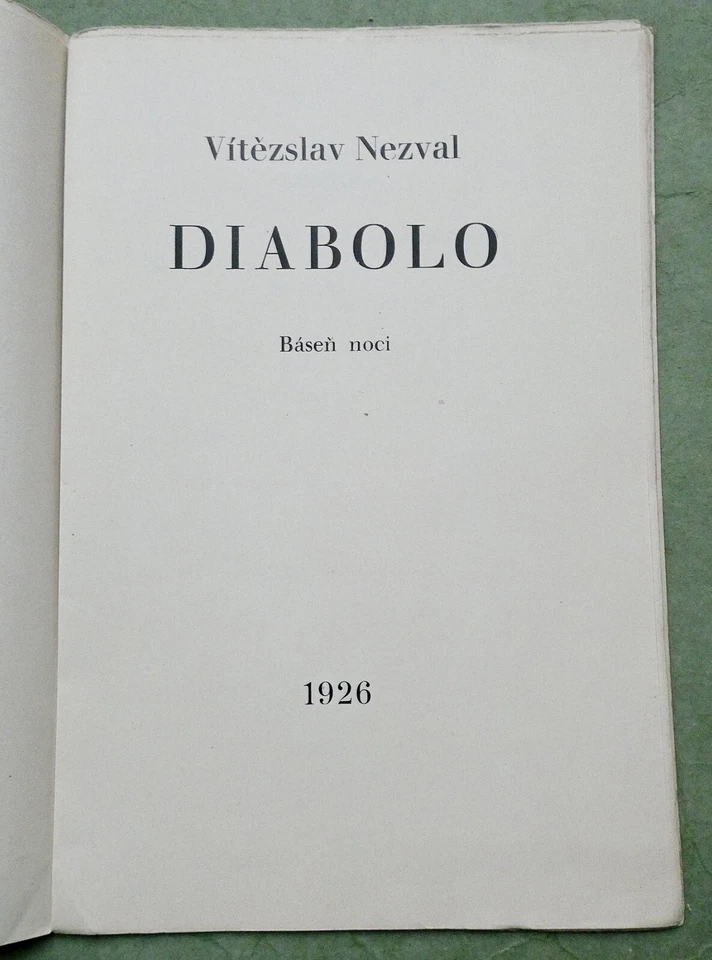 Vítězslav Nezval
DIABOLO
Báseň noci
1926